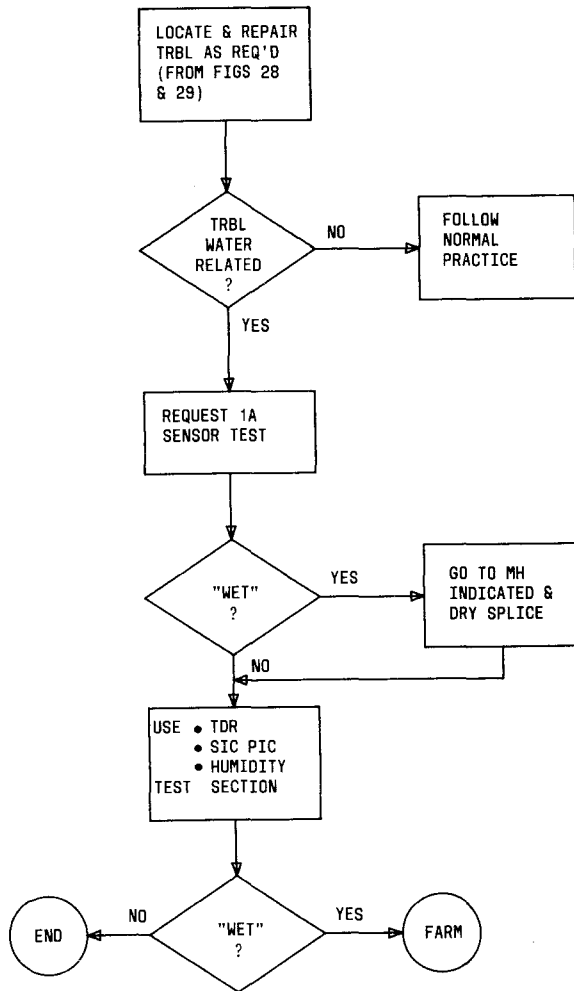 LOCATE & REPAIR
TRBL AS REQ'D
(FROM FIGS 28
& 29)
TRBL
WATER
RELATED
?
NO
FOLLOW
NORMAL
PRACTICE
YES
REQUEST 1A
SENSOR TEST
"WET"
?
YES
GO TO MH
INDICATED &
DRY SPLICE
NO
USE • TDR
• SIC PIC
• HUMIDITY
TEST SECTION
END
NO
"WET"
?
YES
FARM